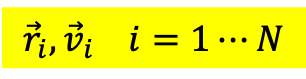 r⃗ᵢ, v⃗ᵢ i = 1 ⋯ N